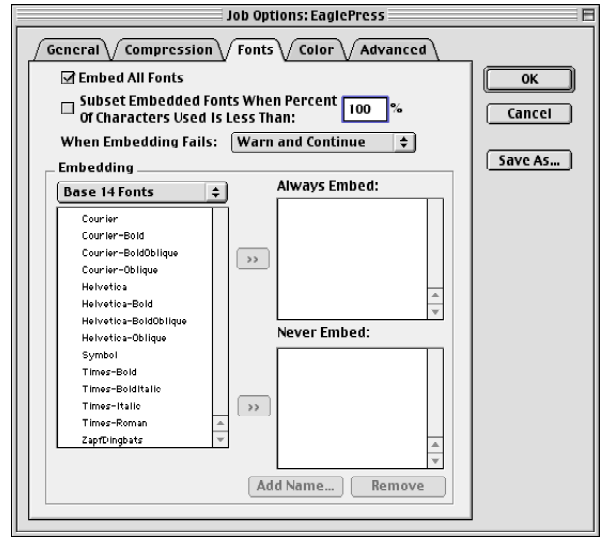 Job Options: EaglePress
General Compression Fonts Color Advanced
Embed All Fonts
OK
Subset Embedded Fonts When Percent
Of Characters Used Is Less Than: 100 %
Cancel
When Embedding Fails: Warn and Continue
Save As...
Embedding
Base 14 Fonts
Always Embed:
Courier
Courier-Bold
Courier-BoldOblique
Courier-Oblique
Helvetica
Helvetica-Bold
Helvetica-BoldOblique
Helvetica-Oblique
Symbol
Times-Bold
Times-BoldItalic
Times-Italic
Times-Roman
ZapfDingbats
>>
Never Embed:
>>
Add Name... Remove